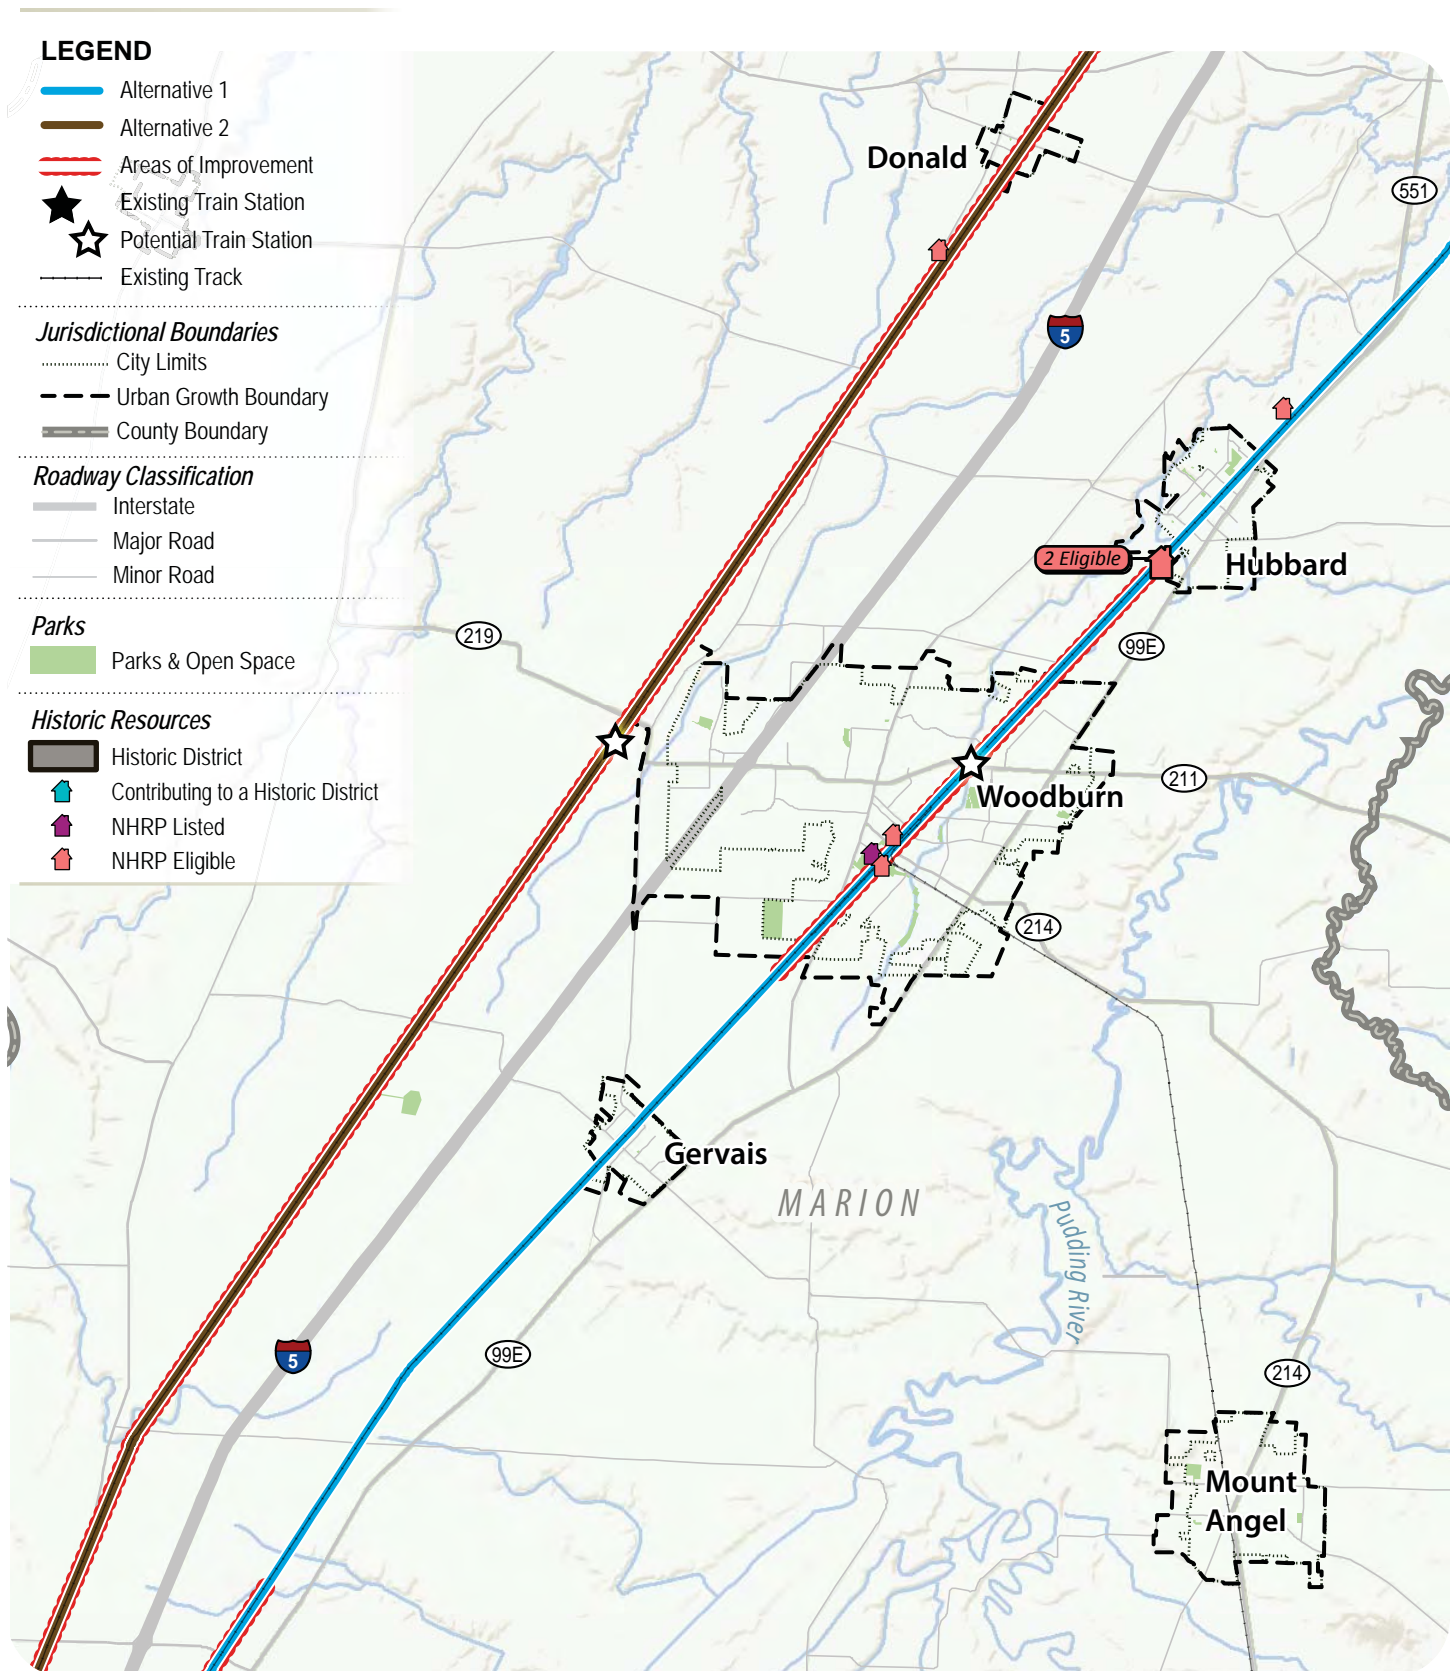 LEGEND
Alternative 1
Alternative 2
Areas of Improvement
Existing Train Station
Potential Train Station
Existing Track
Jurisdictional Boundaries
City Limits
Urban Growth Boundary
County Boundary
Roadway Classification
Interstate
Major Road
Minor Road
Parks
Parks & Open Space
Historic Resources
Historic District
Contributing to a Historic District
NHRP Listed
NHRP Eligible
Donald
551
5
2 Eligible
Hubbard
219
99E
211
Woodburn
214
Gervais
MARION
Pudding River
5
99E
214
Mount
Angel